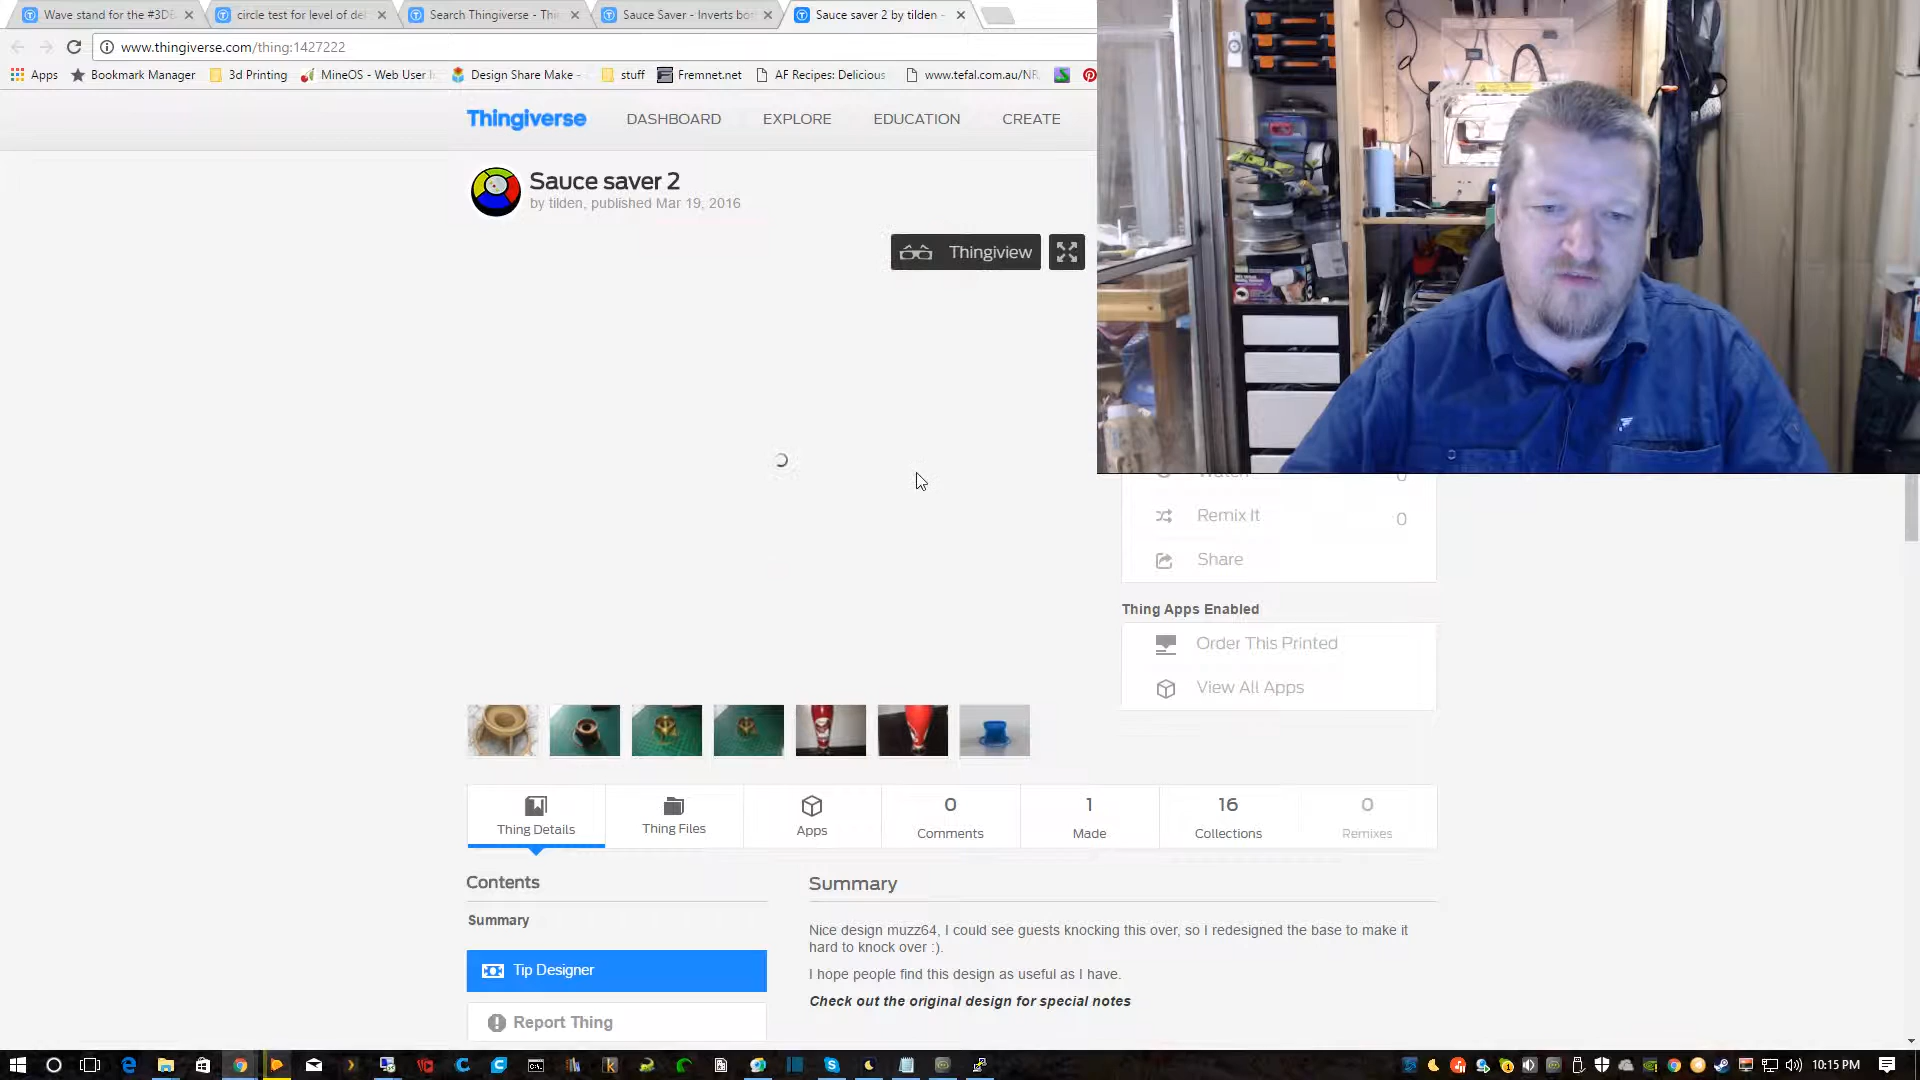 Wave stand for the #3DB
circle test for level of de
Search Thingiverse - Thi
Sauce Saver - Inverts bo
Sauce saver 2 by tilden -
www.thingiverse.com/thing:1427222
Apps
Bookmark Manager
3d Printing
MineOS - Web User I
Design Share Make -
stuff
Fremnet.net
AF Recipes: Delicious
www.tefal.com.au/NR
Thingiverse
DASHBOARD
EXPLORE
EDUCATION
CREATE
Sauce saver 2
by tilden, published Mar 19, 2016
Thingiview
Watch
0
Remix It
0
Share
Thing Apps Enabled
Order This Printed
View All Apps
Thing Details
Thing Files
Apps
0
Comments
1
Made
16
Collections
0
Remixes
Contents
Summary
Tip Designer
Report Thing
Summary
Nice design muzz64, I could see guests knocking this over, so I redesigned the base to make it
hard to knock over :).
I hope people find this design as useful as I have.
Check out the original design for special notes
10:15 PM